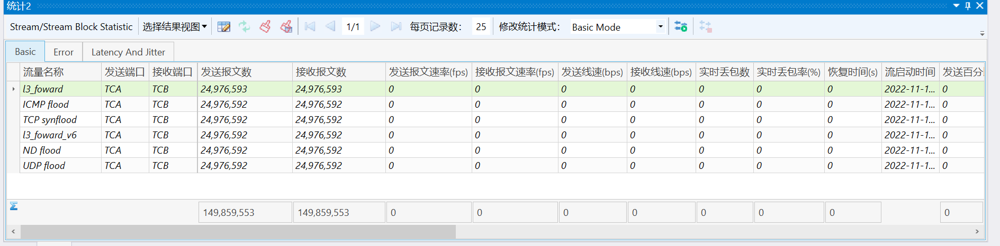 统计2
Stream/Stream Block Statistic 选择结果视图 1/1 每页记录数： 25 修改统计模式： Basic Mode
Basic Error Latency And Jitter
流量名称 发送端口 接收端口 发送报文数 接收报文数 发送报文速率(fps) 接收报文速率(fps) 发送线速(bps) 接收线速(bps) 实时丢包数 实时丢包率(%) 恢复时间(s) 流启动时间 发送百分
l3_foward TCA TCB 24,976,593 24,976,593 0 0 0 0 0 0 0 2022-11-1... 0
ICMP flood TCA TCB 24,976,592 24,976,592 0 0 0 0 0 0 0 2022-11-1... 0
TCP synflood TCA TCB 24,976,592 24,976,592 0 0 0 0 0 0 0 2022-11-1... 0
l3_foward_v6 TCA TCB 24,976,592 24,976,592 0 0 0 0 0 0 0 2022-11-1... 0
ND flood TCA TCB 24,976,592 24,976,592 0 0 0 0 0 0 0 2022-11-1... 0
UDP flood TCA TCB 24,976,592 24,976,592 0 0 0 0 0 0 0 2022-11-1... 0
Σ 149,859,553 149,859,553 0 0 0 0 0 0 0 0